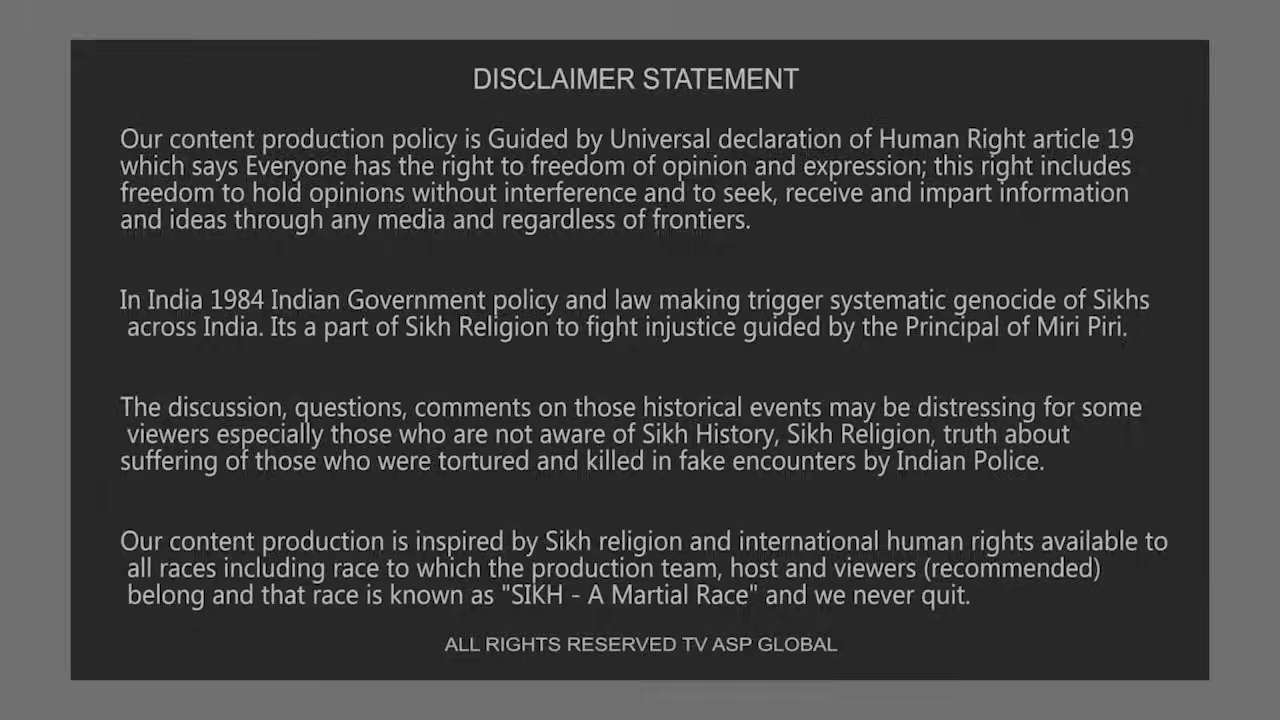 DISCLAIMER STATEMENT
Our content production policy is Guided by Universal declaration of Human Right article 19
which says Everyone has the right to freedom of opinion and expression; this right includes
freedom to hold opinions without interference and to seek, receive and impart information
and ideas through any media and regardless of frontiers.
In India 1984 Indian Government policy and law making trigger systematic genocide of Sikhs
across India. Its a part of Sikh Religion to fight injustice guided by the Principal of Miri Piri.
The discussion, questions, comments on those historical events may be distressing for some
viewers especially those who are not aware of Sikh History, Sikh Religion, truth about
suffering of those who were tortured and killed in fake encounters by Indian Police.
Our content production is inspired by Sikh religion and international human rights available to
all races including race to which the production team, host and viewers (recommended)
belong and that race is known as "SIKH - A Martial Race" and we never quit.
ALL RIGHTS RESERVED TV ASP GLOBAL